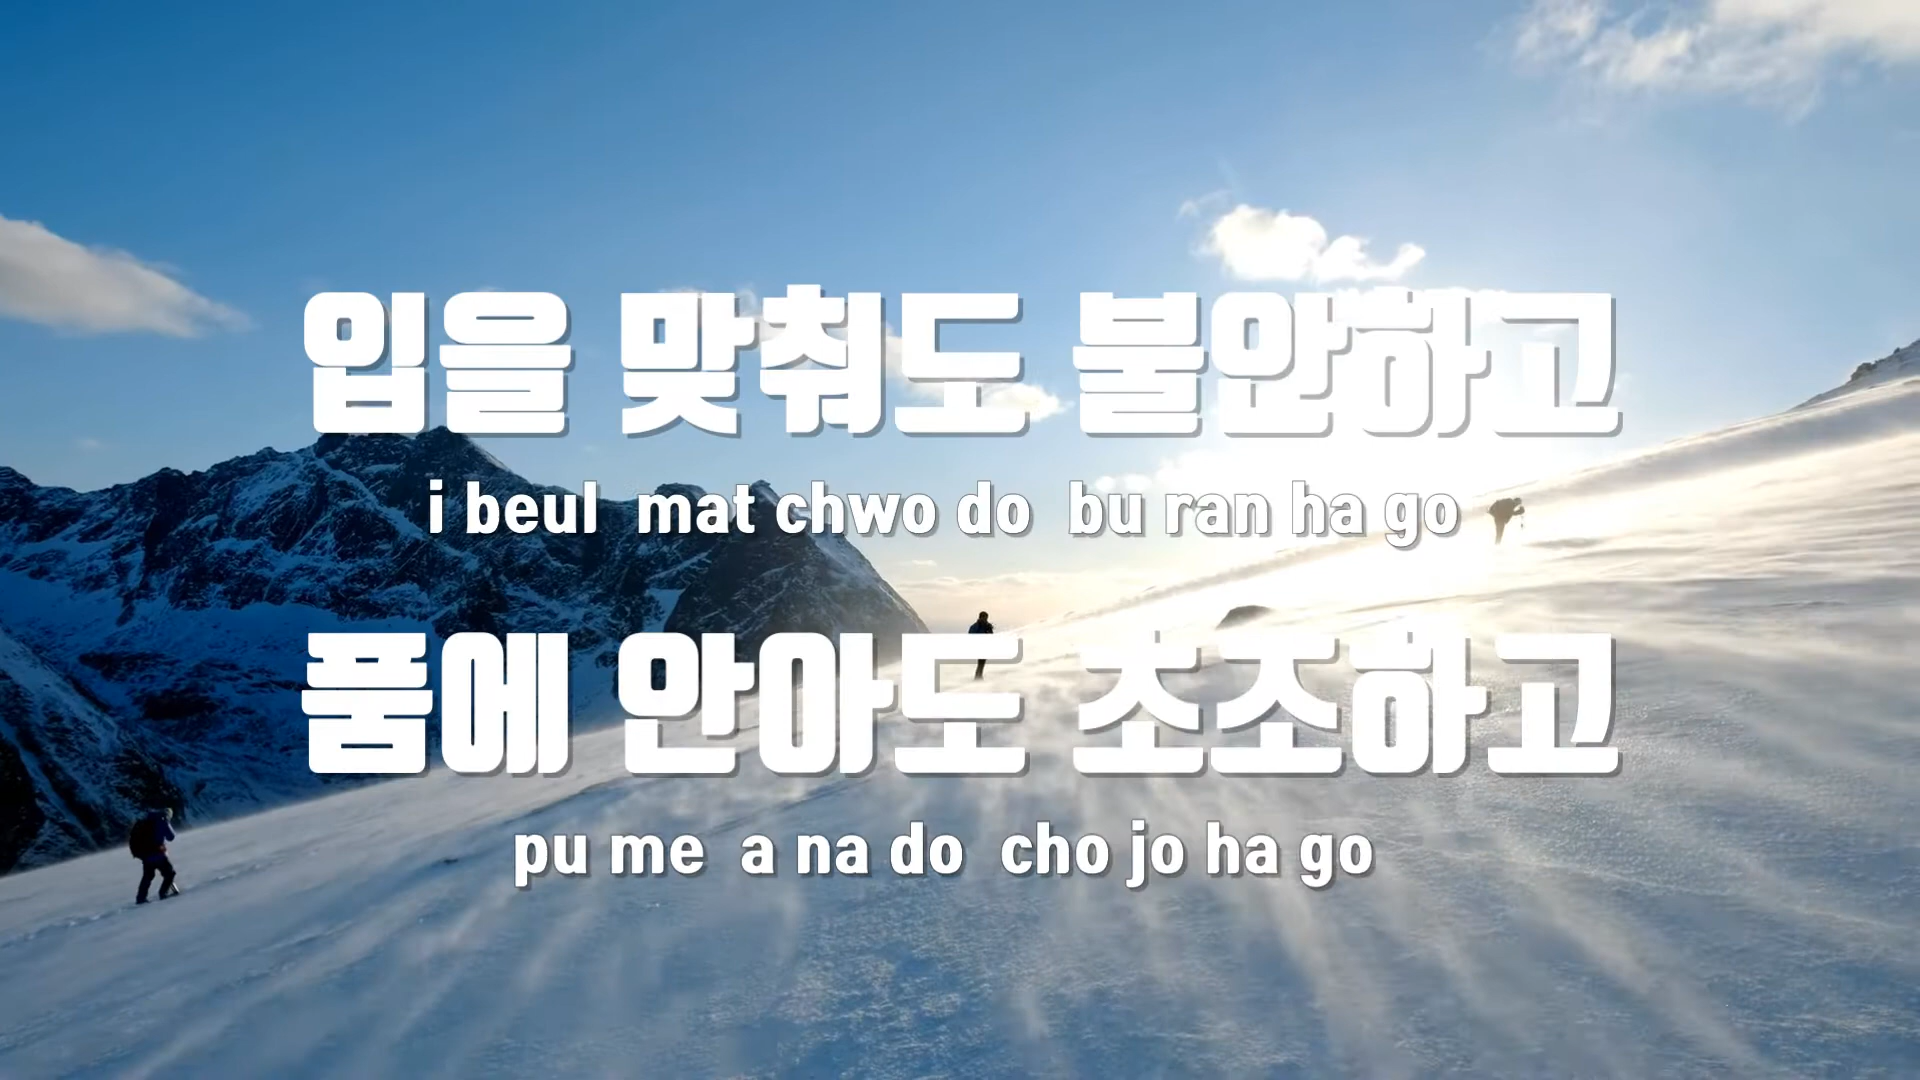 입을 맞춰도 불안하고
i beul mat chwo do bu ran ha go
품에 안아도 초조하고
pu me a na do cho jo ha go